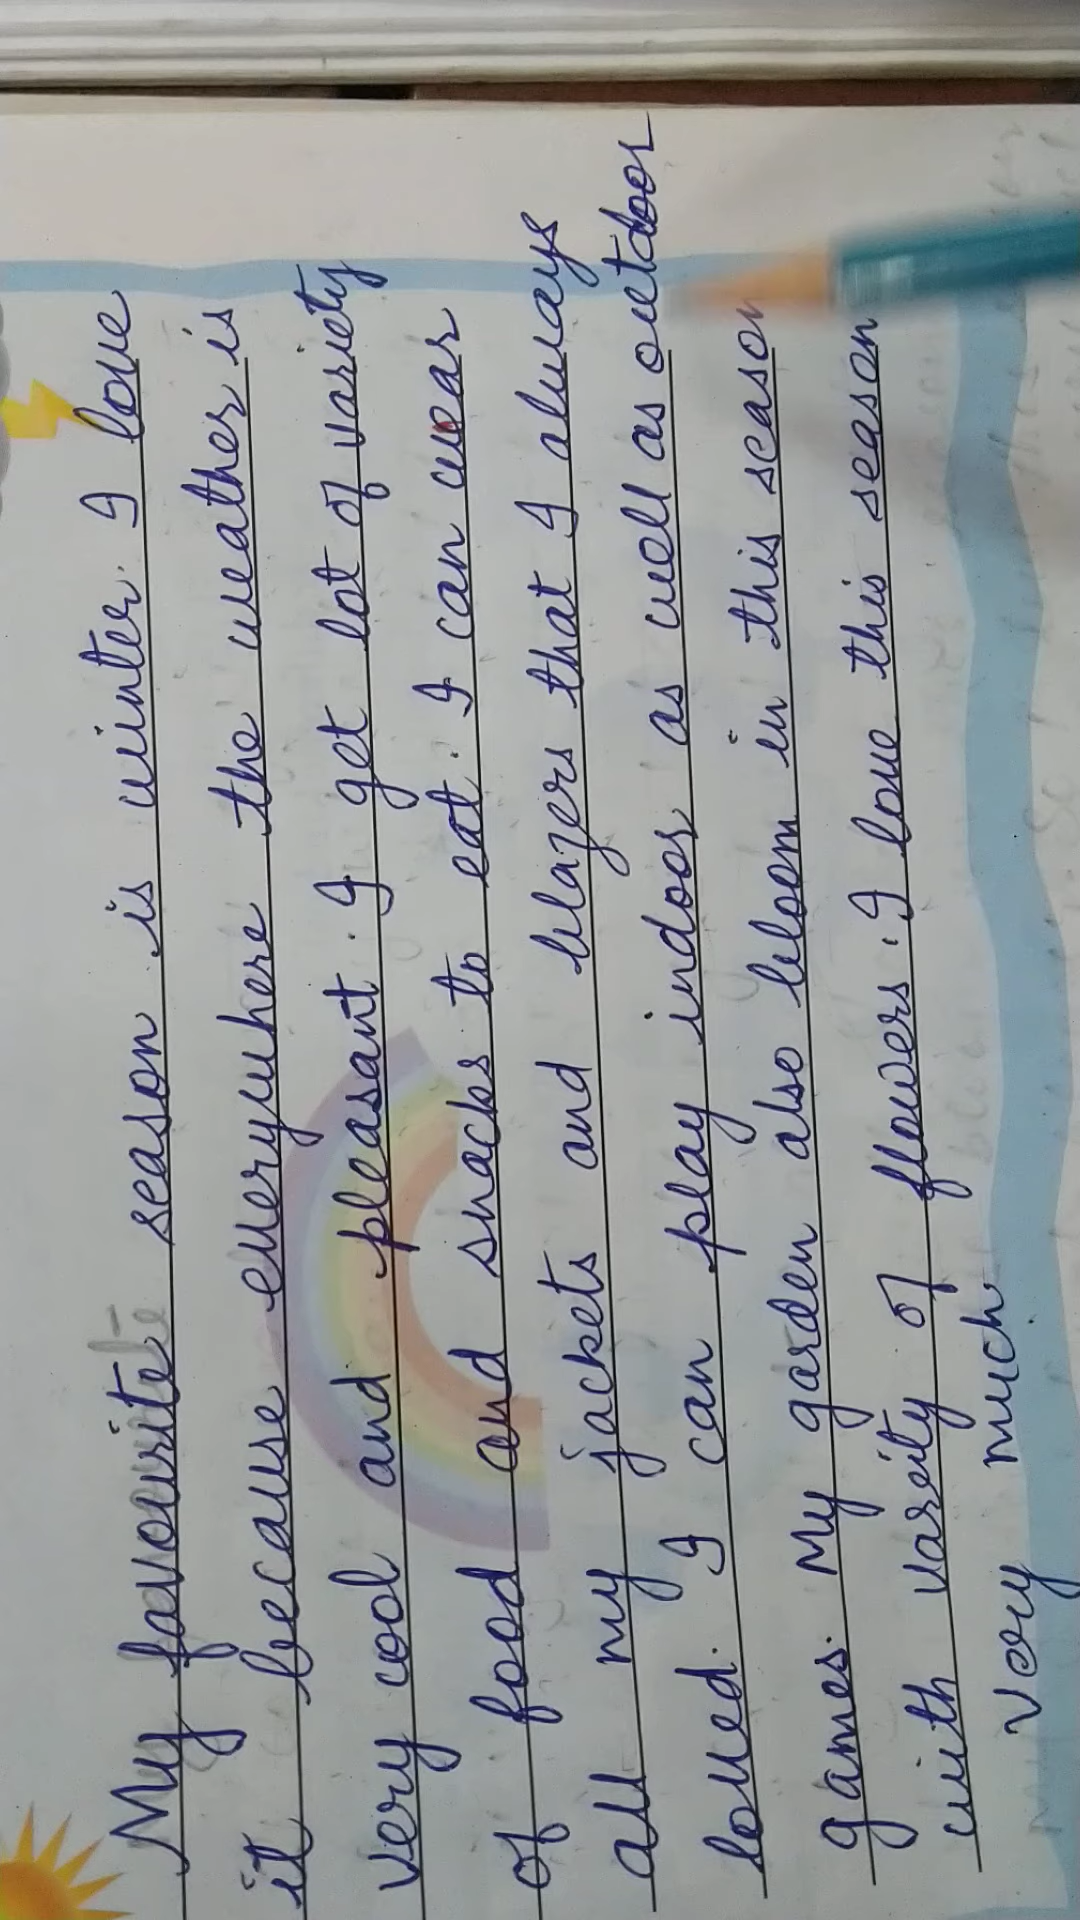 My favourite season is winter. I love
it because everywhere the weather is
very cool and pleasant. I get lot of variety
of food and snacks to eat. I can wear
all my jackets and blazers that I always
loved. I can play indoor as well as outdoor
games. My garden also bloom in this season
with vareity of flowers. I love this season
very much